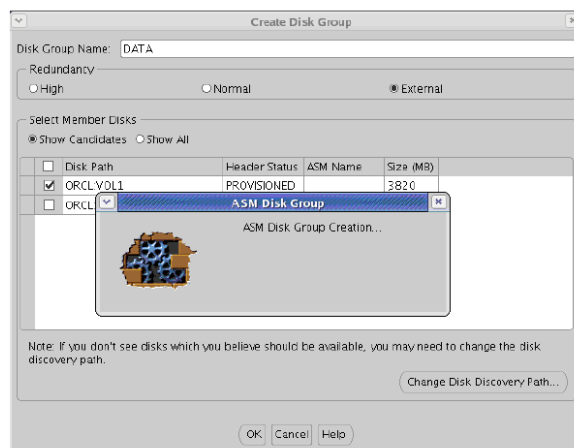 Create Disk Group
Disk Group Name: DATA
Redundancy
High Normal External
Select Member Disks
Show Candidates Show All
Disk Path Header Status ASM Name Size (MB)
ORCL:VOL1 PROVISIONED 3820
ORCL:
ASM Disk Group
ASM Disk Group Creation...
Note: If you don't see disks which you believe should be available, you may need to change the disk
discovery path.
Change Disk Discovery Path...
OK Cancel Help